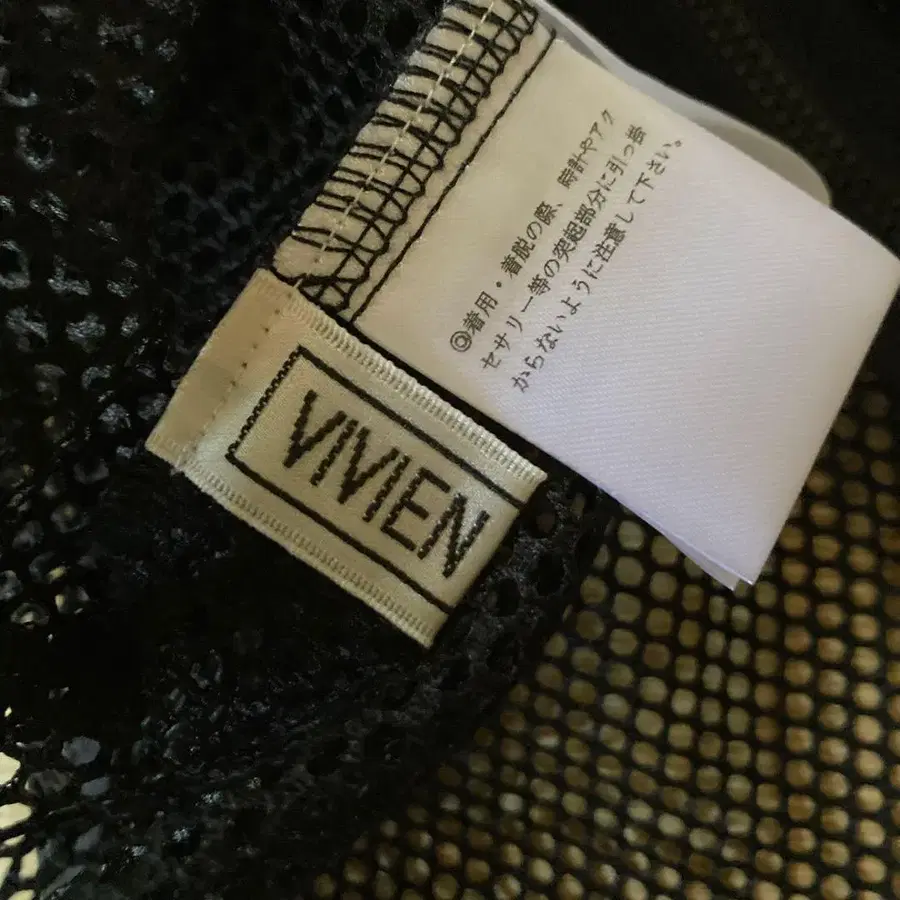 ◎着用・着脱の際、時計やアク
セサリー等の突起部分に引っ掛
からないように注意して下さい。
VIVIEN